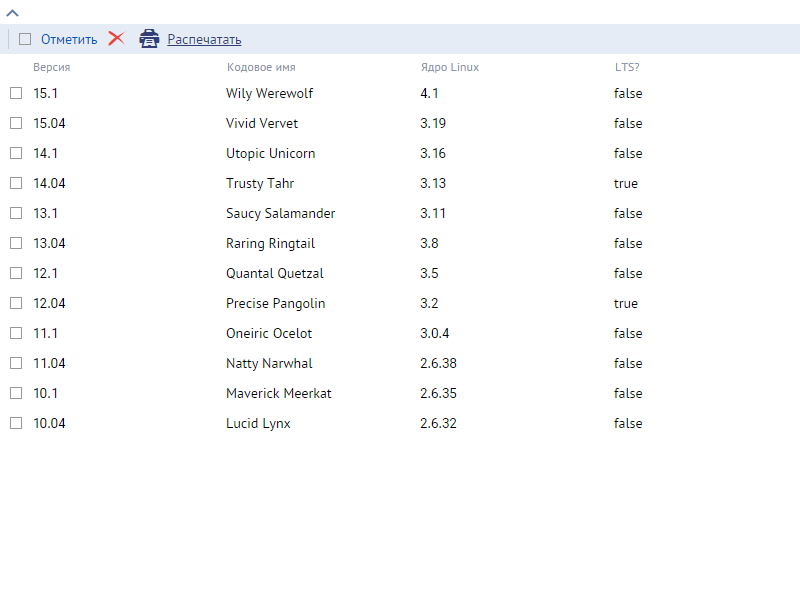 Отметить Распечатать
Версия Кодовое имя Ядро Linux LTS?
15.1 Wily Werewolf 4.1 false
15.04 Vivid Vervet 3.19 false
14.1 Utopic Unicorn 3.16 false
14.04 Trusty Tahr 3.13 true
13.1 Saucy Salamander 3.11 false
13.04 Raring Ringtail 3.8 false
12.1 Quantal Quetzal 3.5 false
12.04 Precise Pangolin 3.2 true
11.1 Oneiric Ocelot 3.0.4 false
11.04 Natty Narwhal 2.6.38 false
10.1 Maverick Meerkat 2.6.35 false
10.04 Lucid Lynx 2.6.32 false